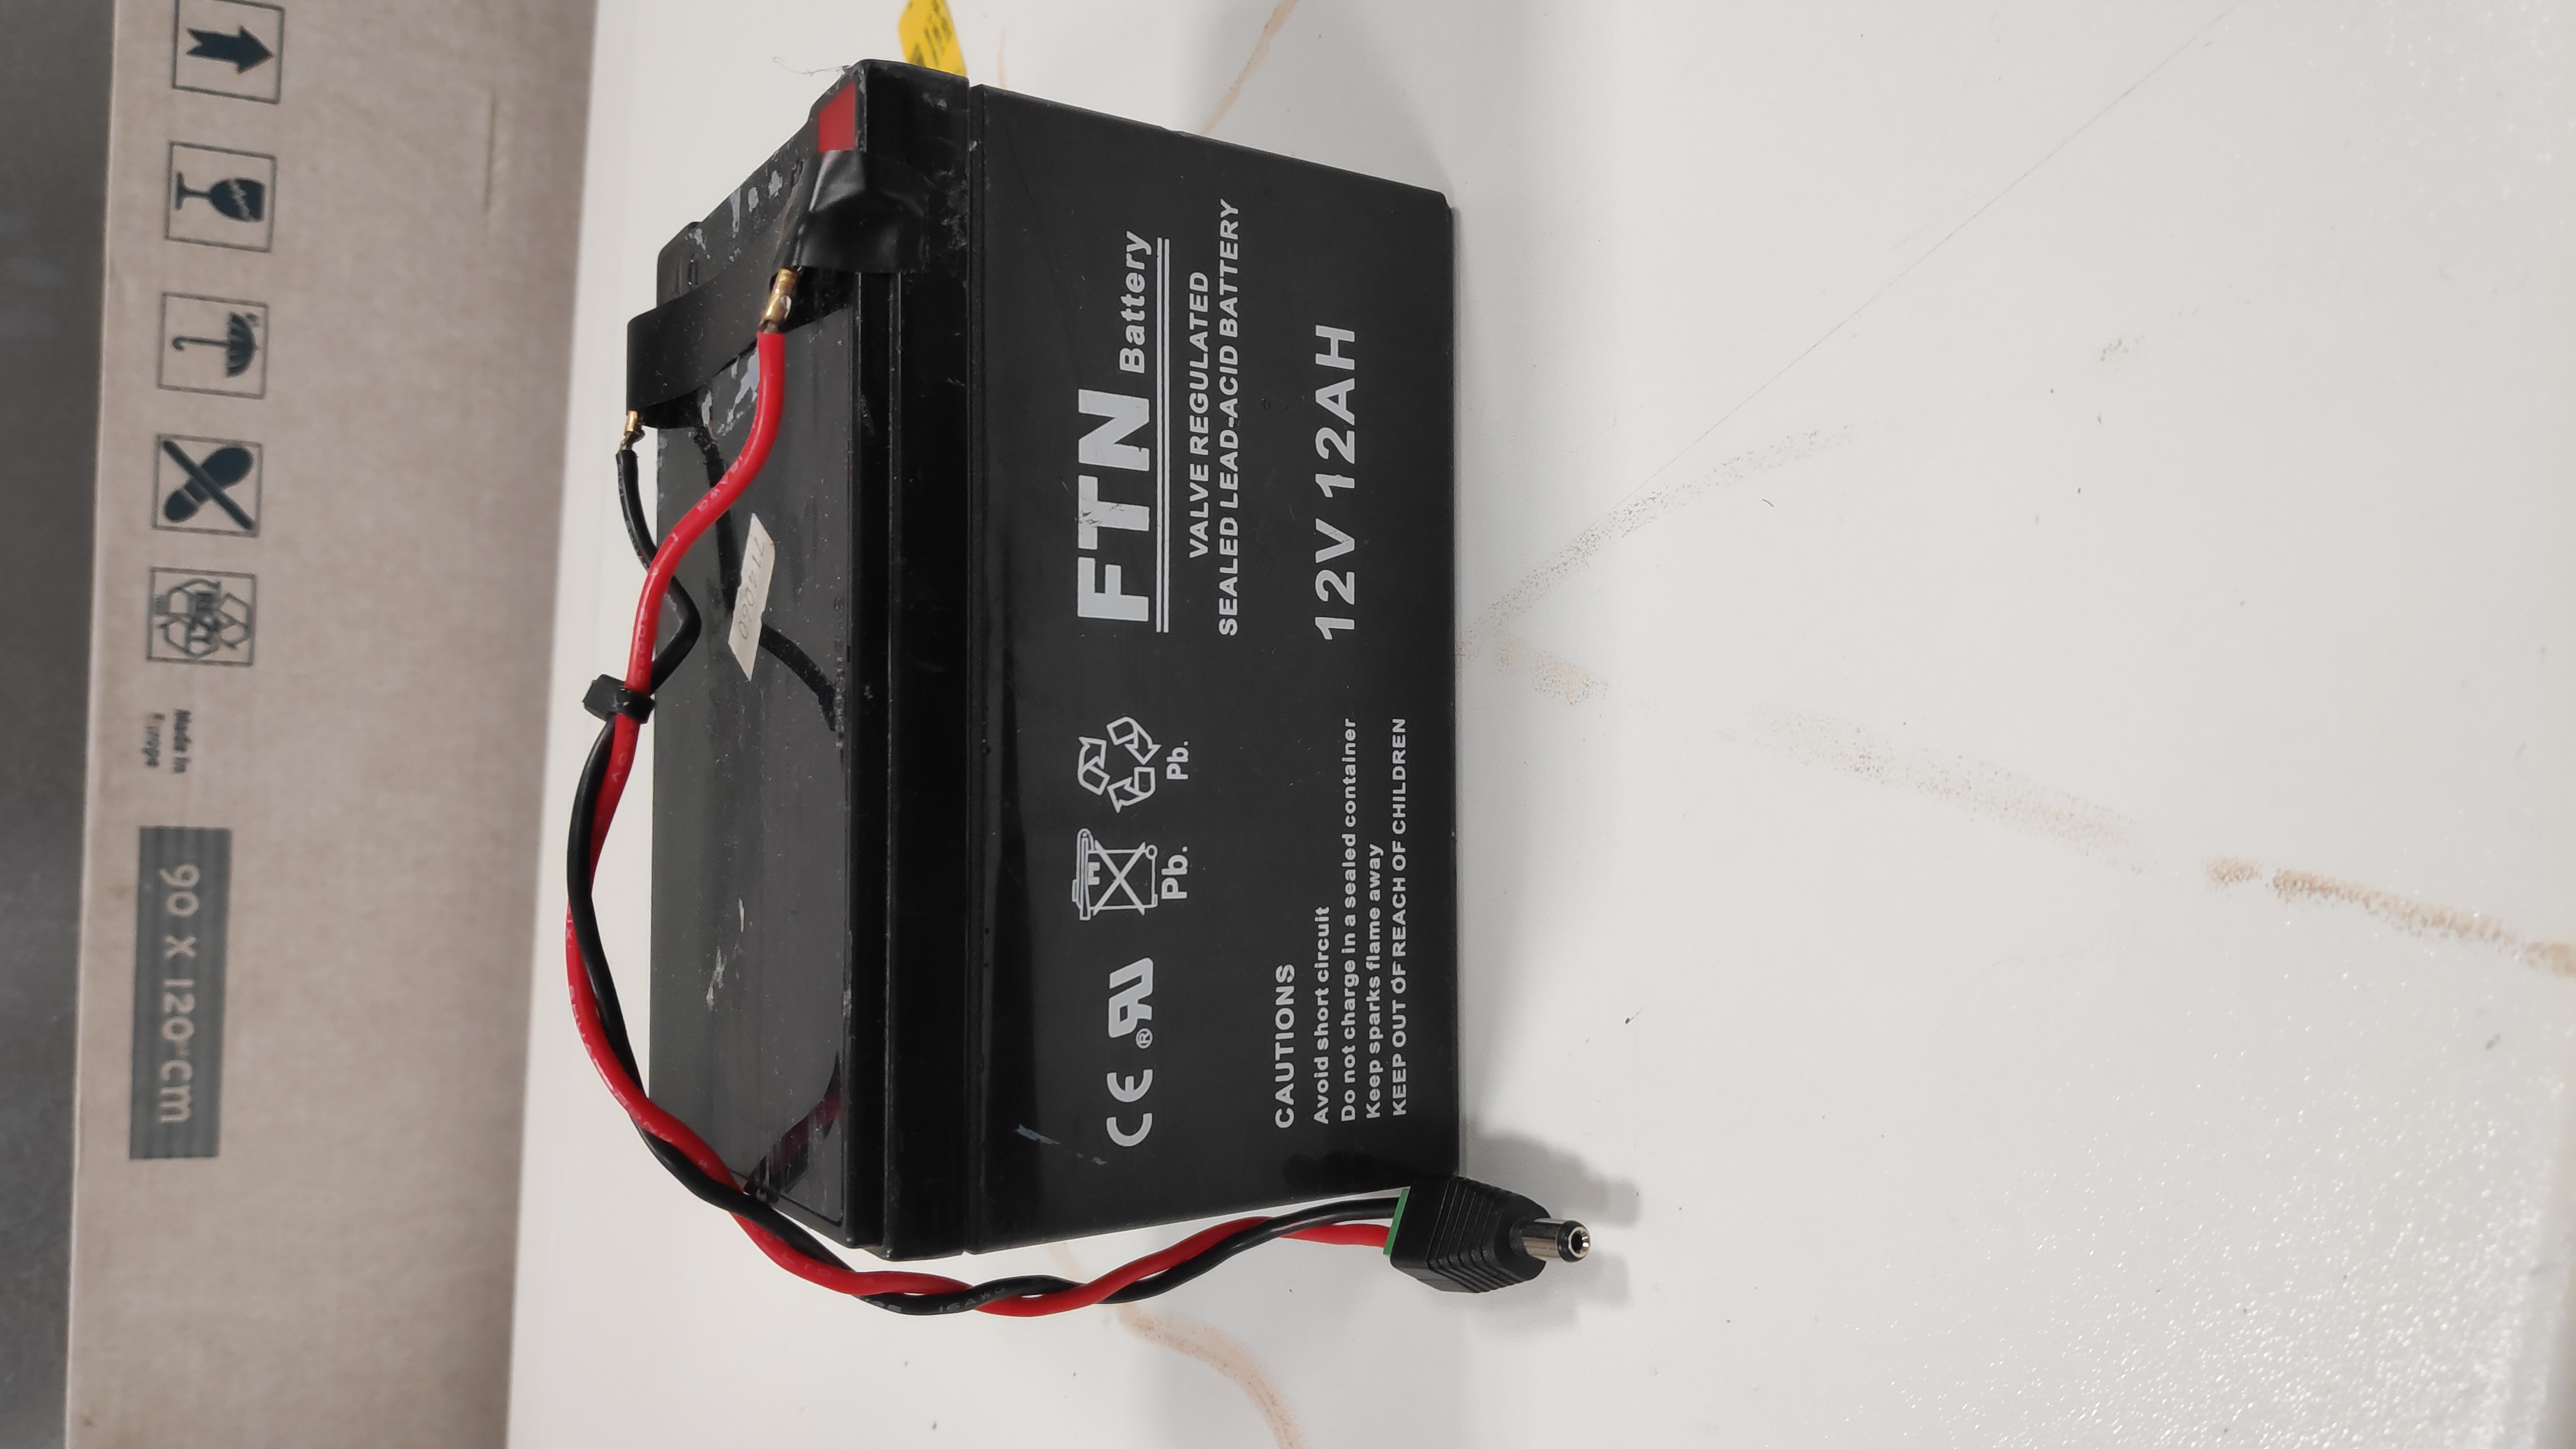 90 X 120 cm
Made in
Europe
PEZT
714060
CE
Pb.
Pb.
FTN Battery
VALVE REGULATED
SEALED LEAD-ACID BATTERY
CAUTIONS
Avoid short circuit
Do not charge in a sealed container
Keep sparks flame away
KEEP OUT OF REACH OF CHILDREN
12V 12AH
16AWG